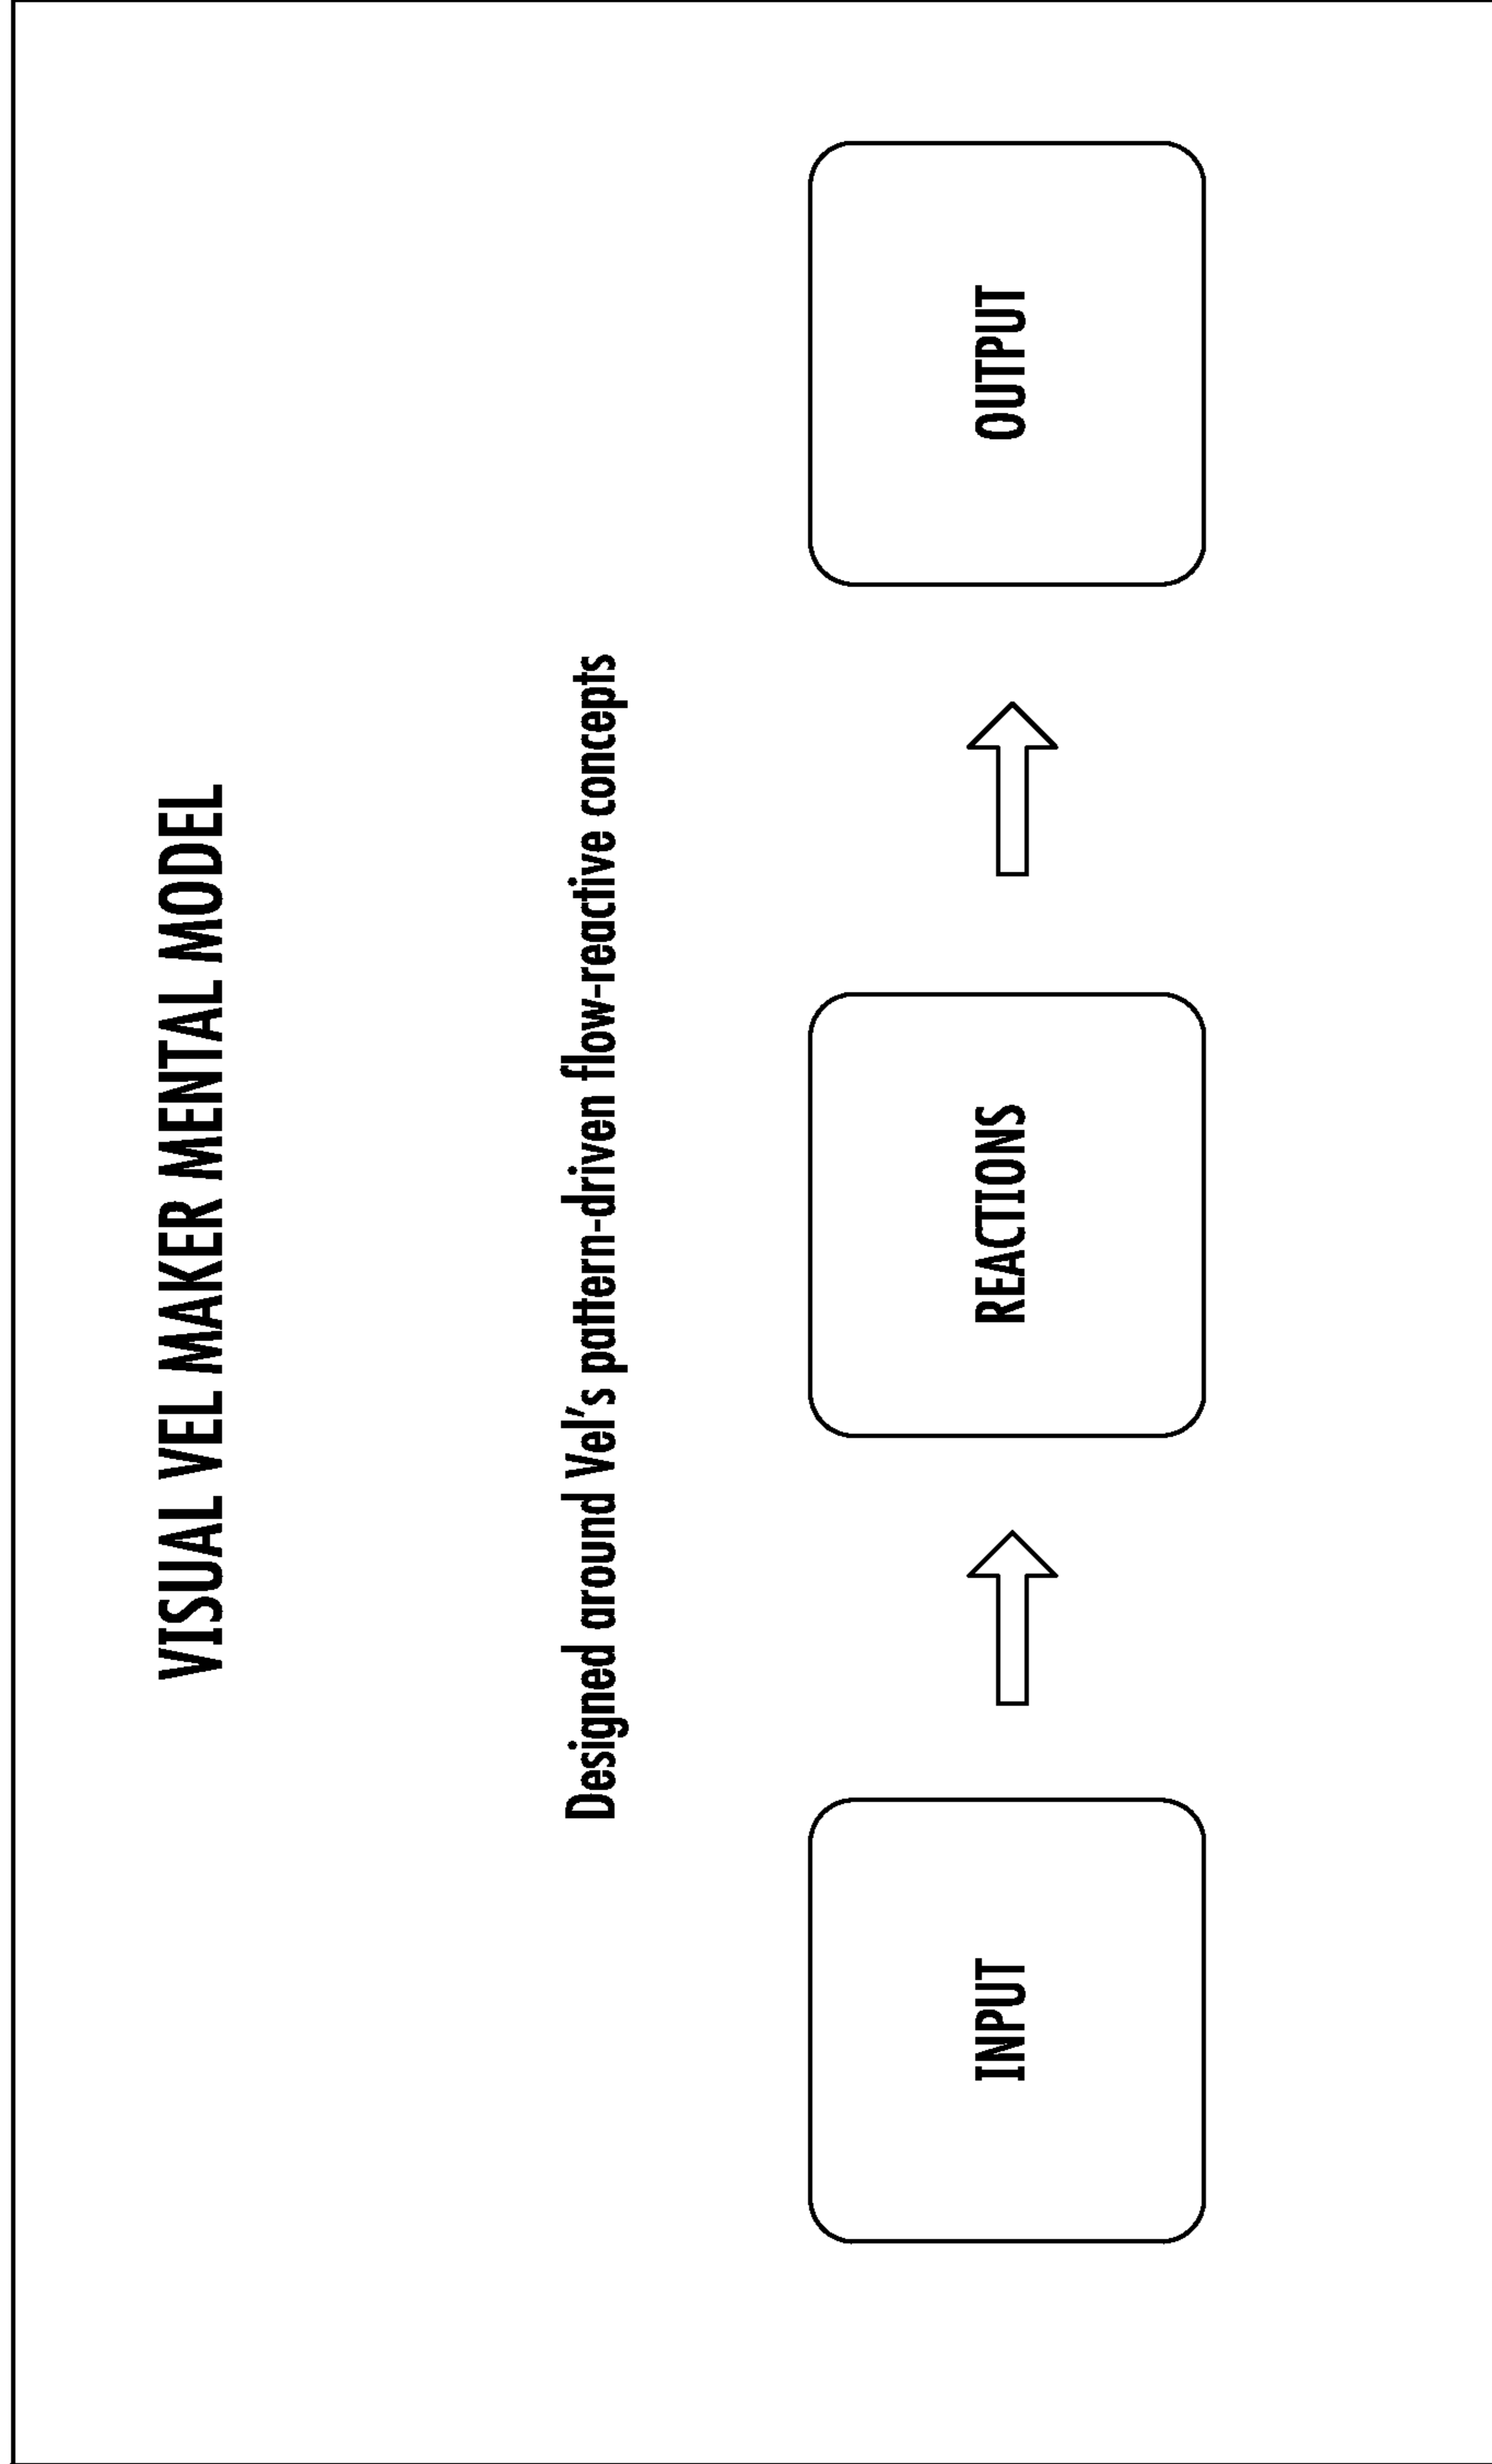 VISUAL VEL MAKER MENTAL MODEL
Designed around Vel's pattern-driven flow-reactive concepts
INPUT
REACTIONS
OUTPUT